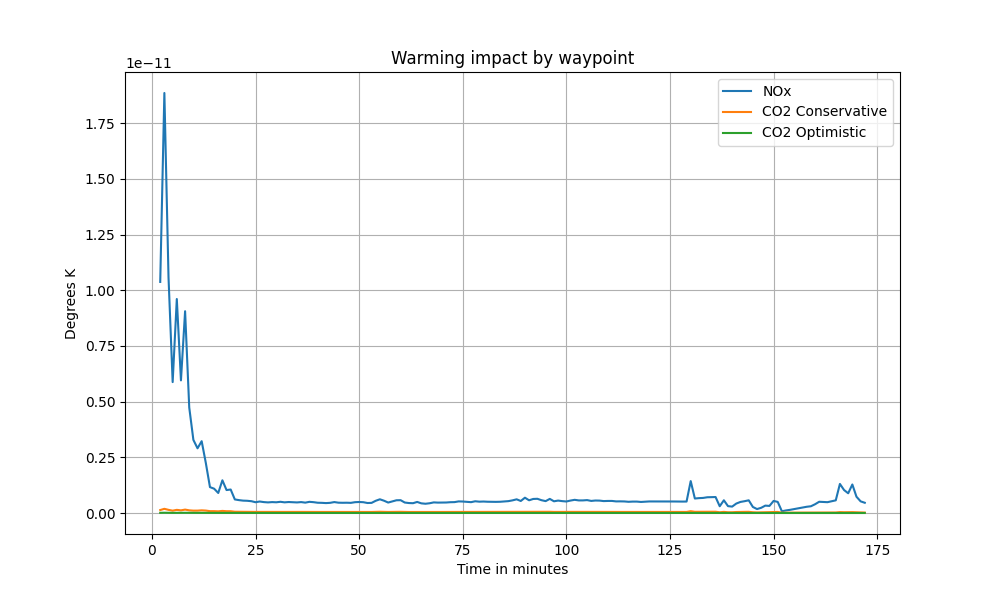 Warming impact by waypoint
1e−11
NOx
CO2 Conservative
CO2 Optimistic
1.75
1.50
1.25
1.00
0.75
0.50
0.25
0.00
Degrees K
0 25 50 75 100 125 150 175
Time in minutes